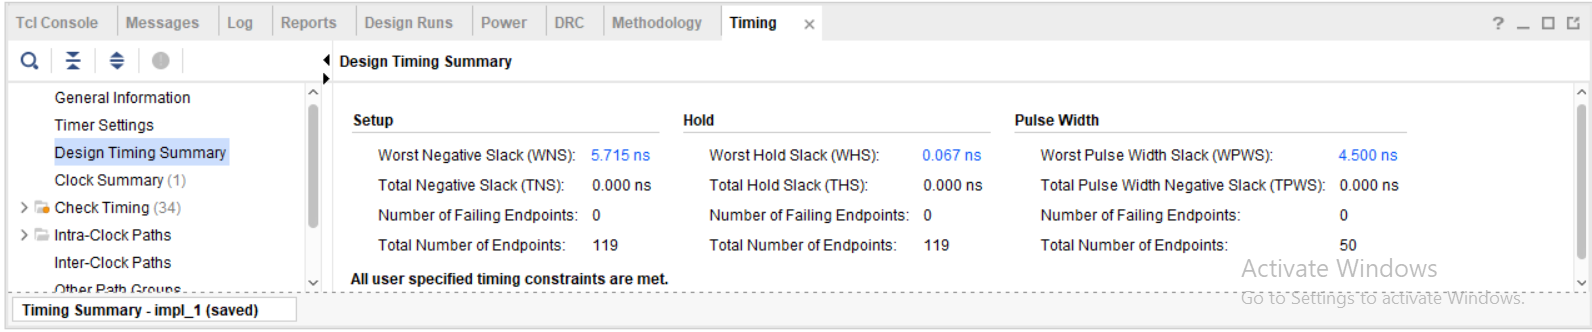 Tcl Console Messages Log Reports Design Runs Power DRC Methodology Timing × ?
Design Timing Summary
General Information
Timer Settings
Design Timing Summary
Clock Summary (1)
Check Timing (34)
Intra-Clock Paths
Inter-Clock Paths
Other Path Groups
Setup Hold Pulse Width
Worst Negative Slack (WNS): 5.715 ns Worst Hold Slack (WHS): 0.067 ns Worst Pulse Width Slack (WPWS): 4.500 ns
Total Negative Slack (TNS): 0.000 ns Total Hold Slack (THS): 0.000 ns Total Pulse Width Negative Slack (TPWS): 0.000 ns
Number of Failing Endpoints: 0 Number of Failing Endpoints: 0 Number of Failing Endpoints: 0
Total Number of Endpoints: 119 Total Number of Endpoints: 119 Total Number of Endpoints: 50
All user specified timing constraints are met.
Activate Windows
Go to Settings to activate Windows.
Timing Summary - impl_1 (saved)